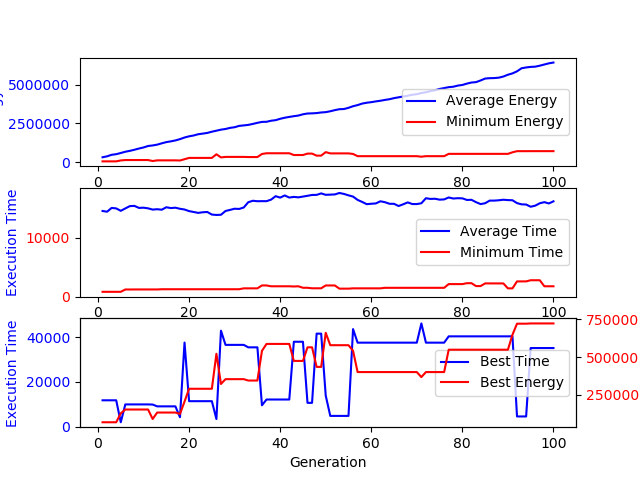 5000000
2500000
0
Average Energy
Minimum Energy
0 20 40 60 80 100
Execution Time
10000
0
Average Time
Minimum Time
0 20 40 60 80 100
Execution Time
40000
20000
0
Best Time
Best Energy
750000
500000
250000
0 20 40 60 80 100
Generation